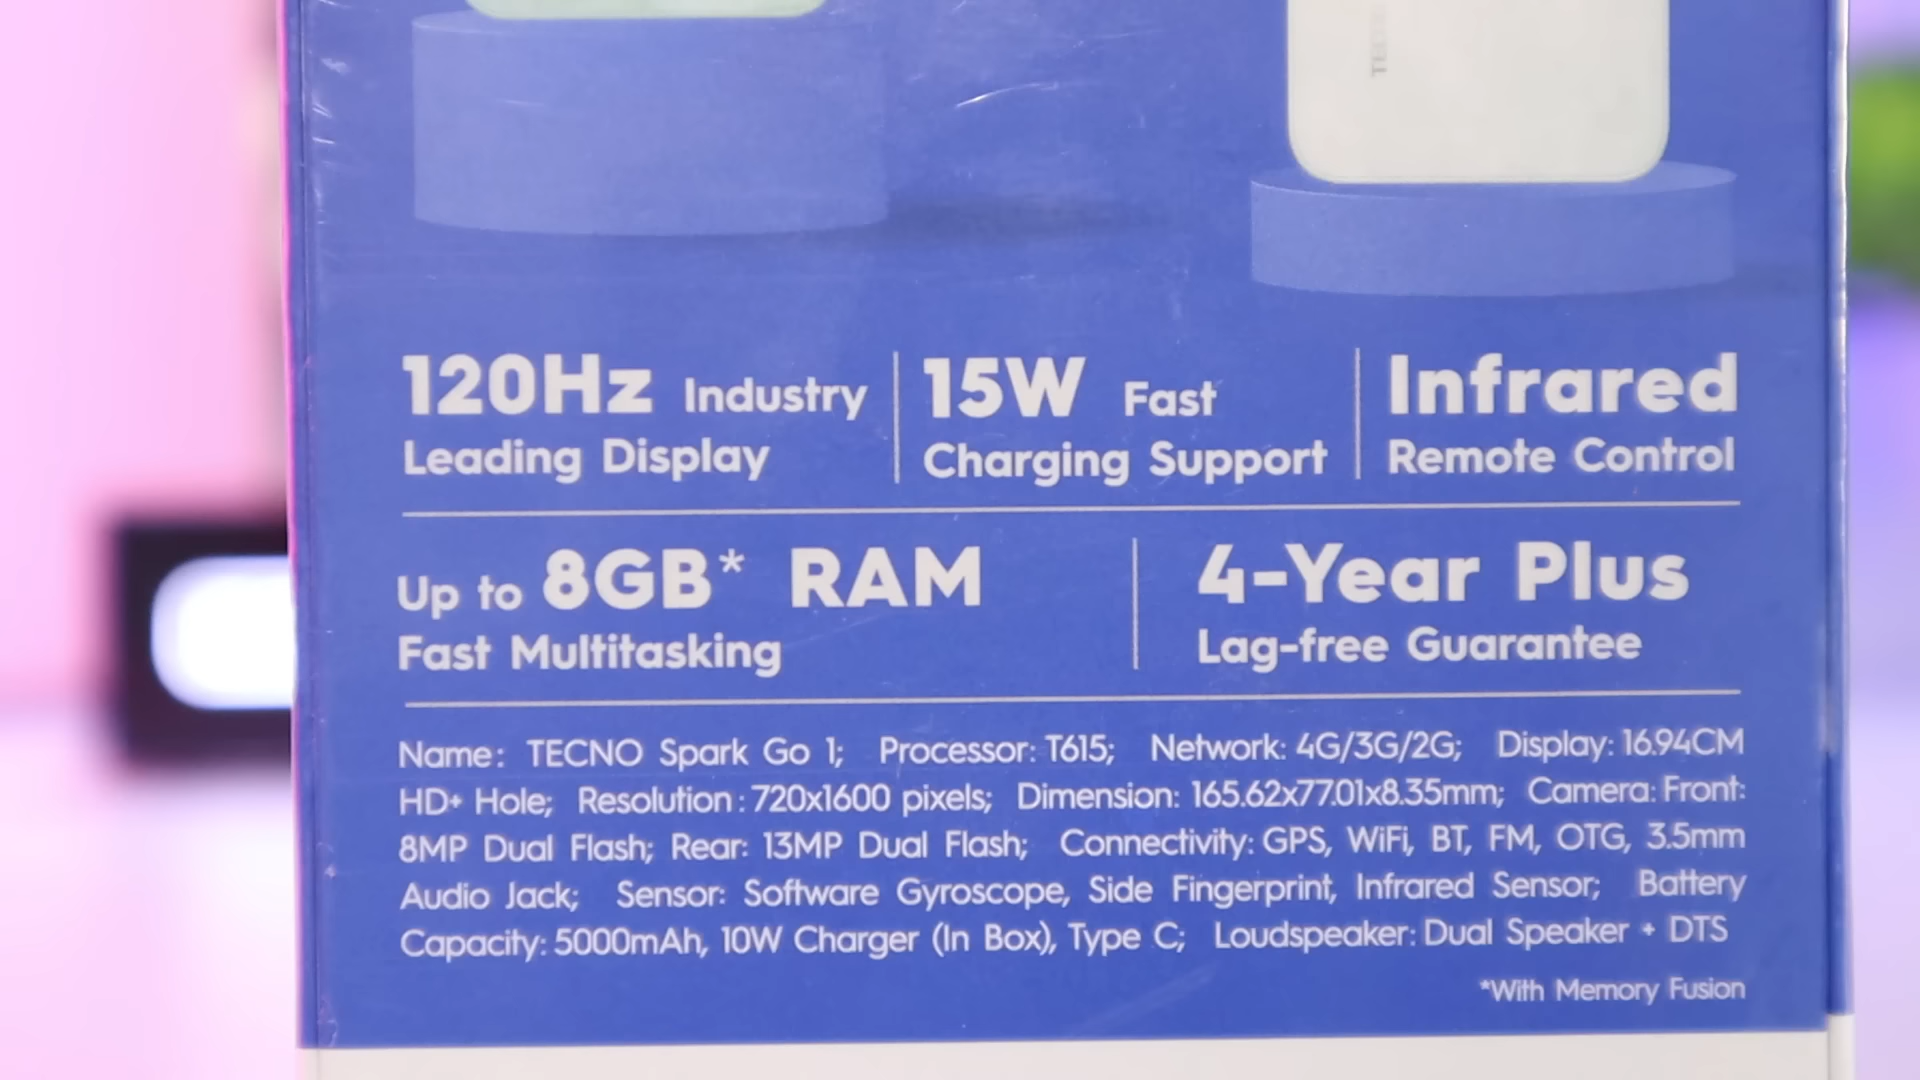 120Hz Industry
Leading Display
15W Fast
Charging Support
Infrared
Remote Control
Up to 8GB* RAM
Fast Multitasking
4-Year Plus
Lag-free Guarantee
Name: TECNO Spark Go 1; Processor: T615; Network: 4G/3G/2G; Display: 16.94CM
HD+ Hole; Resolution: 720x1600 pixels; Dimension: 165.62x77.01x8.35mm; Camera: Front:
8MP Dual Flash; Rear: 13MP Dual Flash; Connectivity: GPS, WiFi, BT, FM, OTG, 3.5mm
Audio Jack; Sensor: Software Gyroscope, Side Fingerprint, Infrared Sensor; Battery
Capacity: 5000mAh, 10W Charger (In Box), Type C; Loudspeaker: Dual Speaker + DTS
*With Memory Fusion